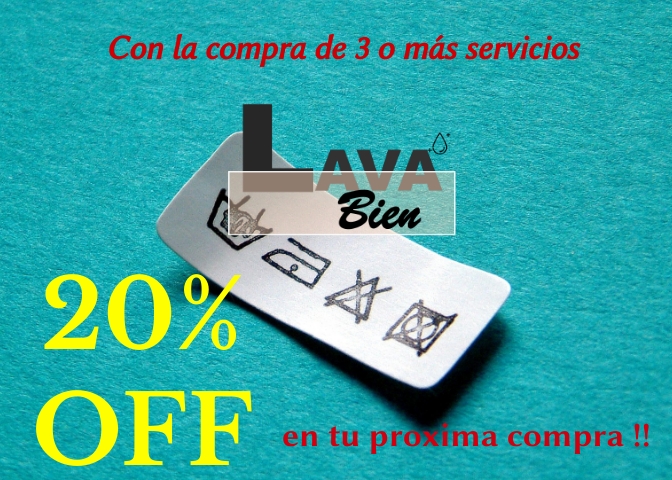 Con la compra de 3 o más servicios
LAVA
Bien
20%
OFF
en tu proxima compra !!